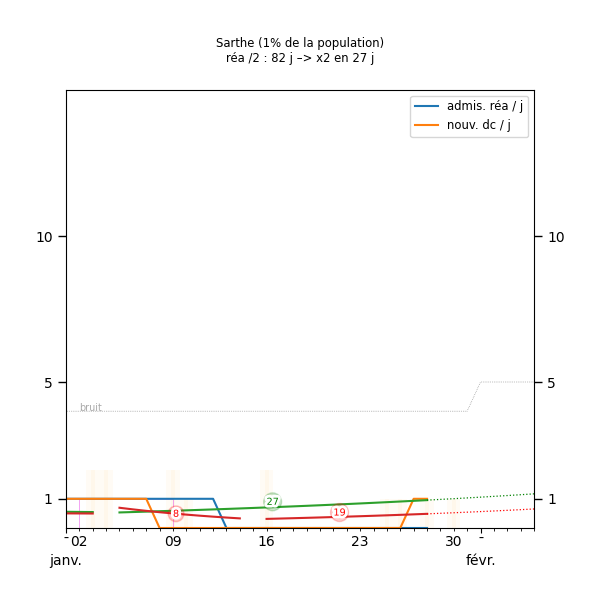 Sarthe (1% de la population)
réa /2 : 82 j –> x2 en 27 j
admis. réa / j
nouv. dc / j
10 10
5 5
bruit
1 1
8 27 19
02 09 16 23 30
janv. févr.